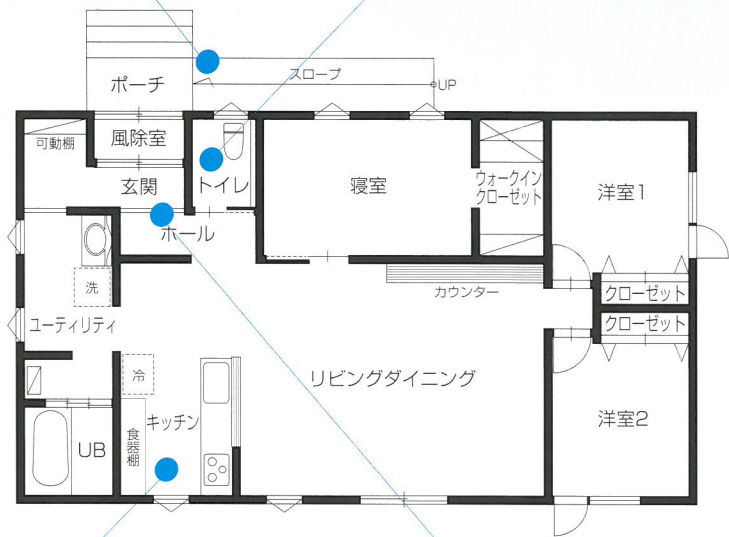 ポーチ
スロープ
UP
可動棚
風除室
玄関
トイレ
寝室
ウォークイン
クローゼット
洋室1
ホール
洗
ユーティリティ
カウンター
クローゼット
クローゼット
冷
リビングダイニング
キッチン
食器棚
UB
洋室2